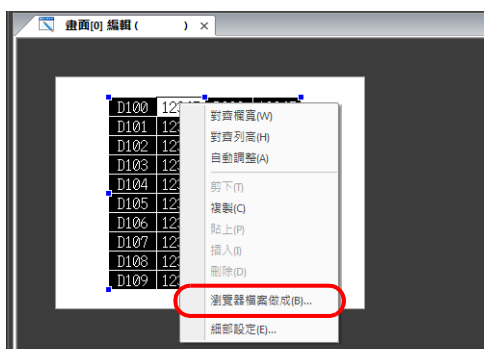 畫面[0] 編輯 ( )
D100
D101
D102
D103
D104
D105
D106
D107
D108
D109
對齊欄寬(W)
對齊列高(H)
自動調整(A)
剪下(T)
複製(C)
貼上(P)
插入(I)
刪除(D)
瀏覽器檔案做成(B)...
細部設定(E)...